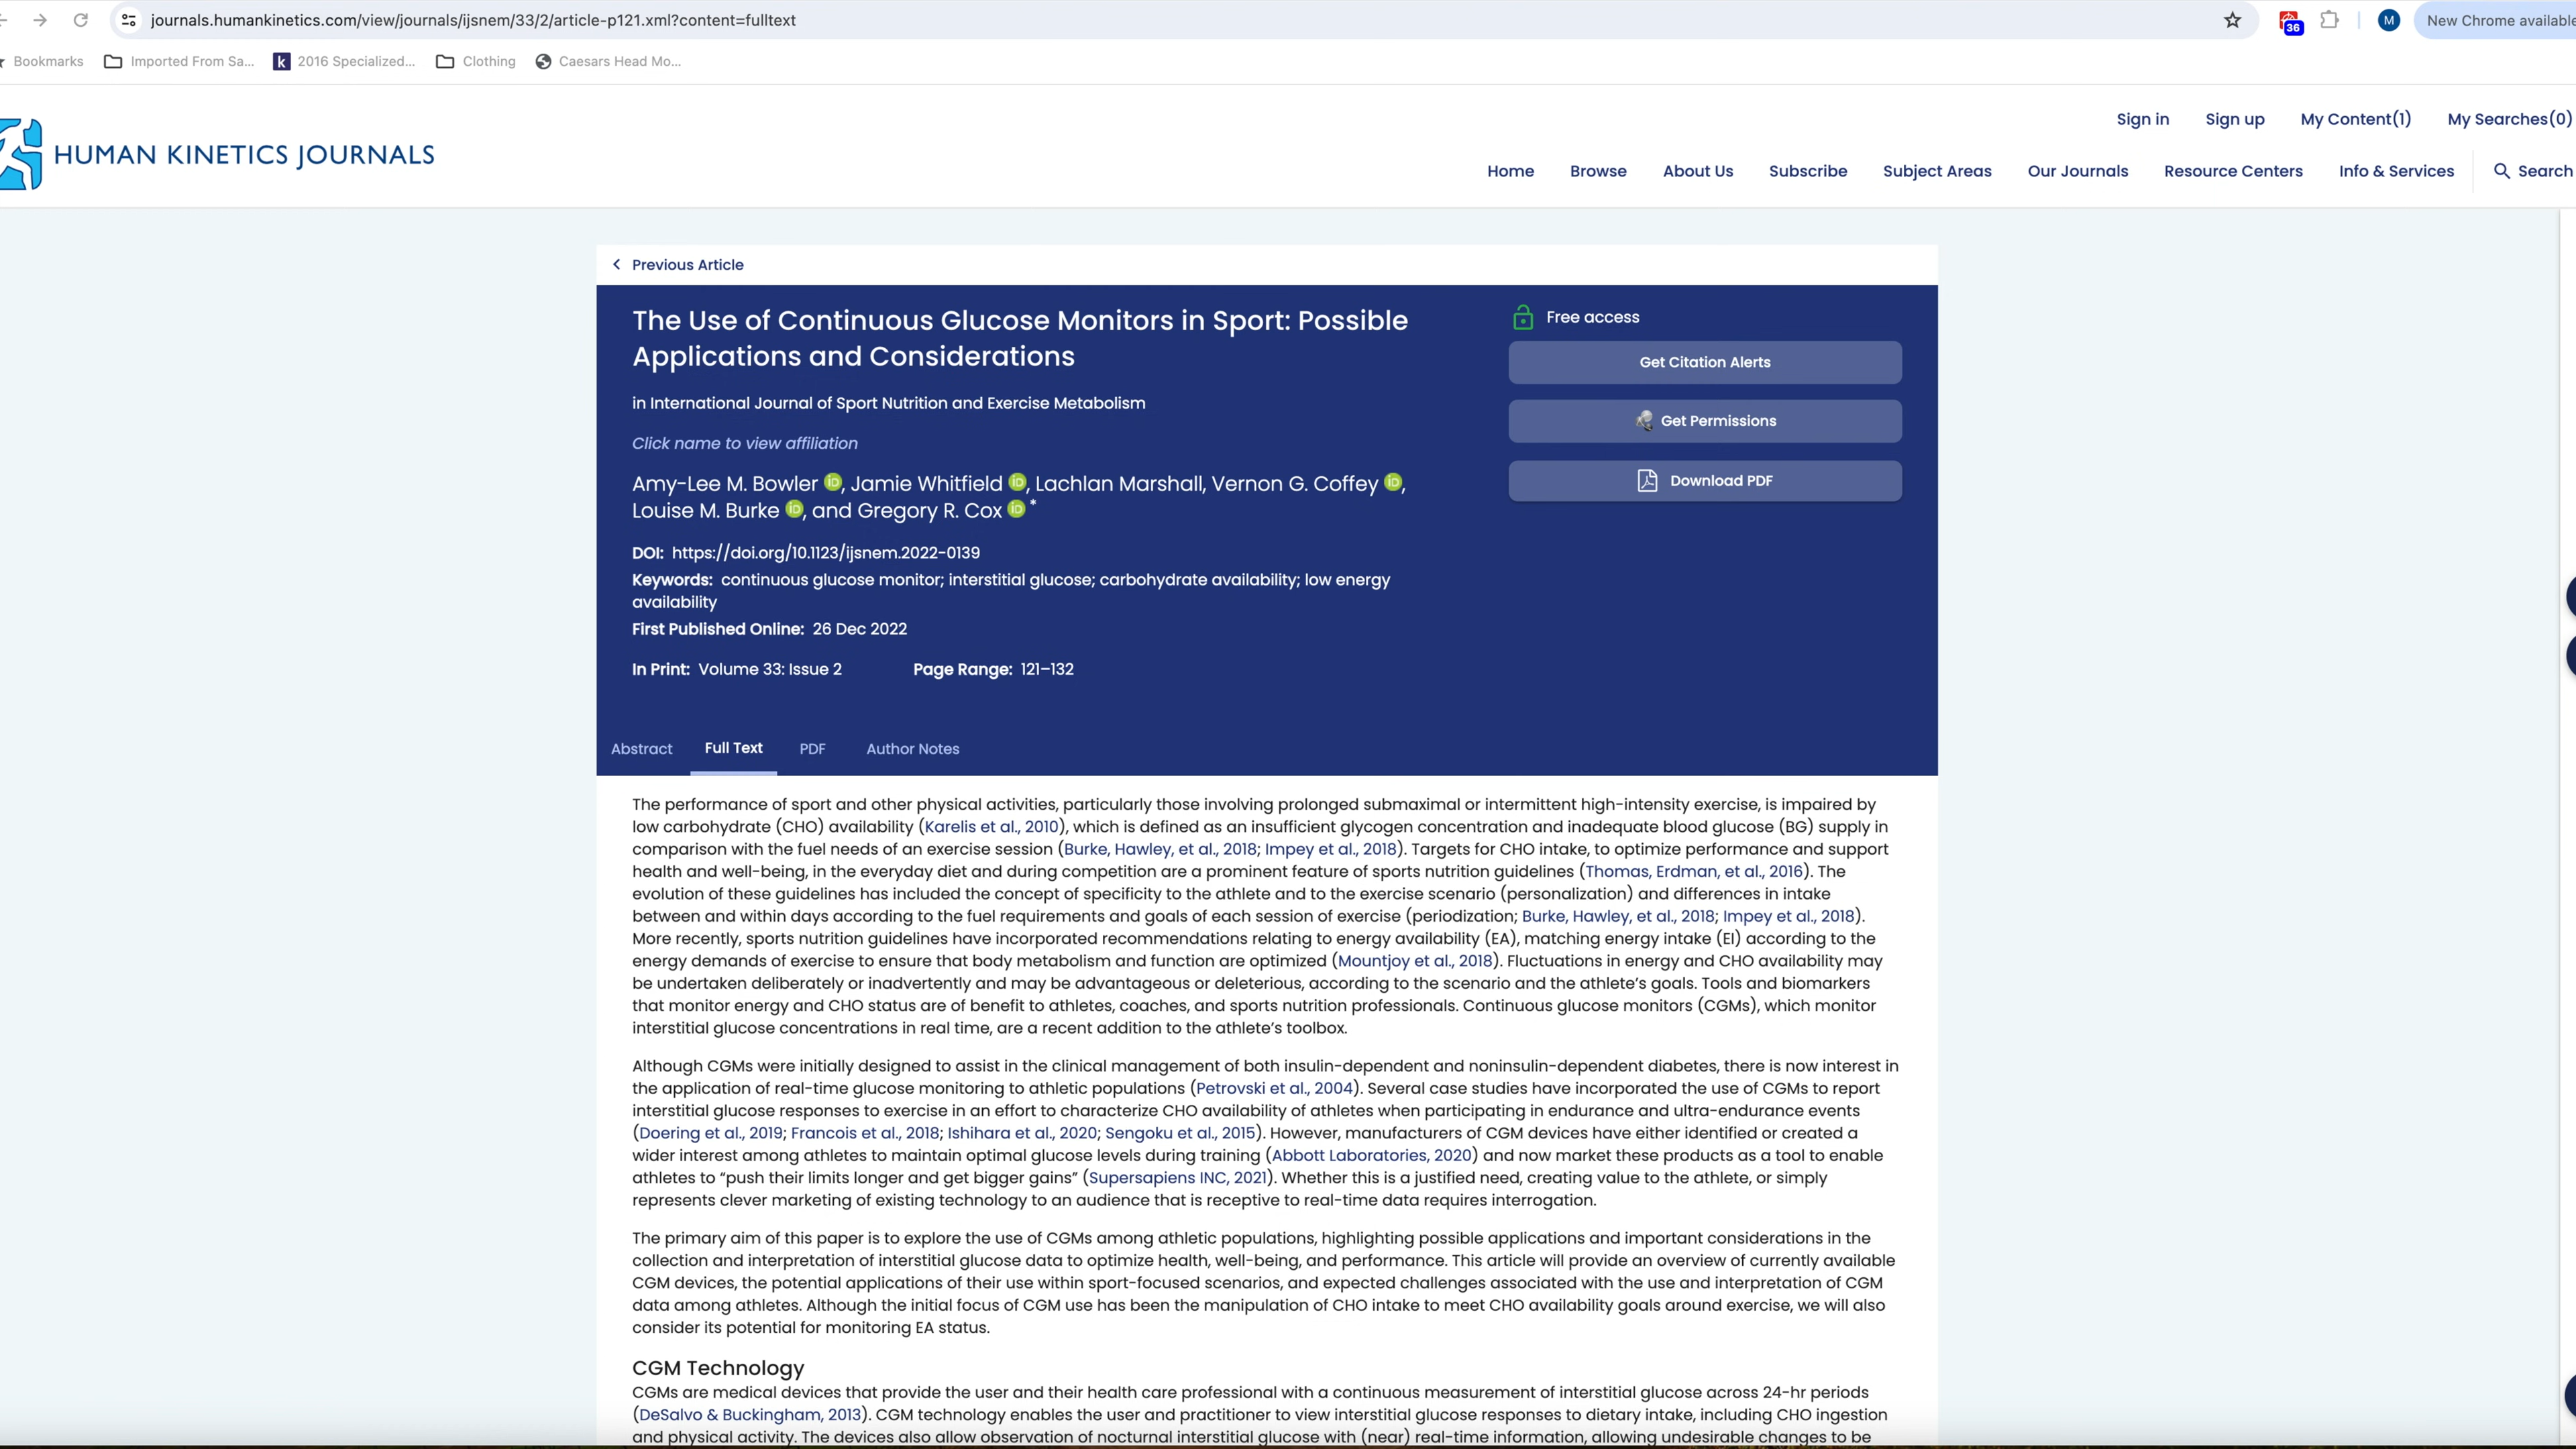 journals.humankinetics.com/view/journals/ijsnem/33/2/article-p121.xml?content=fulltext
36
M
New Chrome available
Bookmarks
Imported From Sa...
k
2016 Specialized...
Clothing
Caesars Head Mo...
Sign in
Sign up
My Content(1)
My Searches(0)
HUMAN KINETICS JOURNALS
Home
Browse
About Us
Subscribe
Subject Areas
Our Journals
Resource Centers
Info & Services
Search
Previous Article
The Use of Continuous Glucose Monitors in Sport: Possible
Applications and Considerations
in International Journal of Sport Nutrition and Exercise Metabolism
Click name to view affiliation
Amy-Lee M. Bowler iD, Jamie Whitfield iD, Lachlan Marshall, Vernon G. Coffey iD,
Louise M. Burke iD, and Gregory R. Cox iD *
DOI: https://doi.org/10.1123/ijsnem.2022-0139
Keywords: continuous glucose monitor; interstitial glucose; carbohydrate availability; low energy
availability
First Published Online: 26 Dec 2022
In Print: Volume 33: Issue 2
Page Range: 121–132
Free access
Get Citation Alerts
Get Permissions
Download PDF
Abstract
Full Text
PDF
Author Notes
The performance of sport and other physical activities, particularly those involving prolonged submaximal or intermittent high-intensity exercise, is impaired by
low carbohydrate (CHO) availability (Karelis et al., 2010), which is defined as an insufficient glycogen concentration and inadequate blood glucose (BG) supply in
comparison with the fuel needs of an exercise session (Burke, Hawley, et al., 2018; Impey et al., 2018). Targets for CHO intake, to optimize performance and support
health and well-being, in the everyday diet and during competition are a prominent feature of sports nutrition guidelines (Thomas, Erdman, et al., 2016). The
evolution of these guidelines has included the concept of specificity to the athlete and to the exercise scenario (personalization) and differences in intake
between and within days according to the fuel requirements and goals of each session of exercise (periodization; Burke, Hawley, et al., 2018; Impey et al., 2018).
More recently, sports nutrition guidelines have incorporated recommendations relating to energy availability (EA), matching energy intake (EI) according to the
energy demands of exercise to ensure that body metabolism and function are optimized (Mountjoy et al., 2018). Fluctuations in energy and CHO availability may
be undertaken deliberately or inadvertently and may be advantageous or deleterious, according to the scenario and the athlete’s goals. Tools and biomarkers
that monitor energy and CHO status are of benefit to athletes, coaches, and sports nutrition professionals. Continuous glucose monitors (CGMs), which monitor
interstitial glucose concentrations in real time, are a recent addition to the athlete’s toolbox.
Although CGMs were initially designed to assist in the clinical management of both insulin-dependent and noninsulin-dependent diabetes, there is now interest in
the application of real-time glucose monitoring to athletic populations (Petrovski et al., 2004). Several case studies have incorporated the use of CGMs to report
interstitial glucose responses to exercise in an effort to characterize CHO availability of athletes when participating in endurance and ultra-endurance events
(Doering et al., 2019; Francois et al., 2018; Ishihara et al., 2020; Sengoku et al., 2015). However, manufacturers of CGM devices have either identified or created a
wider interest among athletes to maintain optimal glucose levels during training (Abbott Laboratories, 2020) and now market these products as a tool to enable
athletes to “push their limits longer and get bigger gains” (Supersapiens INC, 2021). Whether this is a justified need, creating value to the athlete, or simply
represents clever marketing of existing technology to an audience that is receptive to real-time data requires interrogation.
The primary aim of this paper is to explore the use of CGMs among athletic populations, highlighting possible applications and important considerations in the
collection and interpretation of interstitial glucose data to optimize health, well-being, and performance. This article will provide an overview of currently available
CGM devices, the potential applications of their use within sport-focused scenarios, and expected challenges associated with the use and interpretation of CGM
data among athletes. Although the initial focus of CGM use has been the manipulation of CHO intake to meet CHO availability goals around exercise, we will also
consider its potential for monitoring EA status.
CGM Technology
CGMs are medical devices that provide the user and their health care professional with a continuous measurement of interstitial glucose across 24-hr periods
(DeSalvo & Buckingham, 2013). CGM technology enables the user and practitioner to view interstitial glucose responses to dietary intake, including CHO ingestion
and physical activity. The devices also allow observation of nocturnal interstitial glucose with (near) real-time information, allowing undesirable changes to be